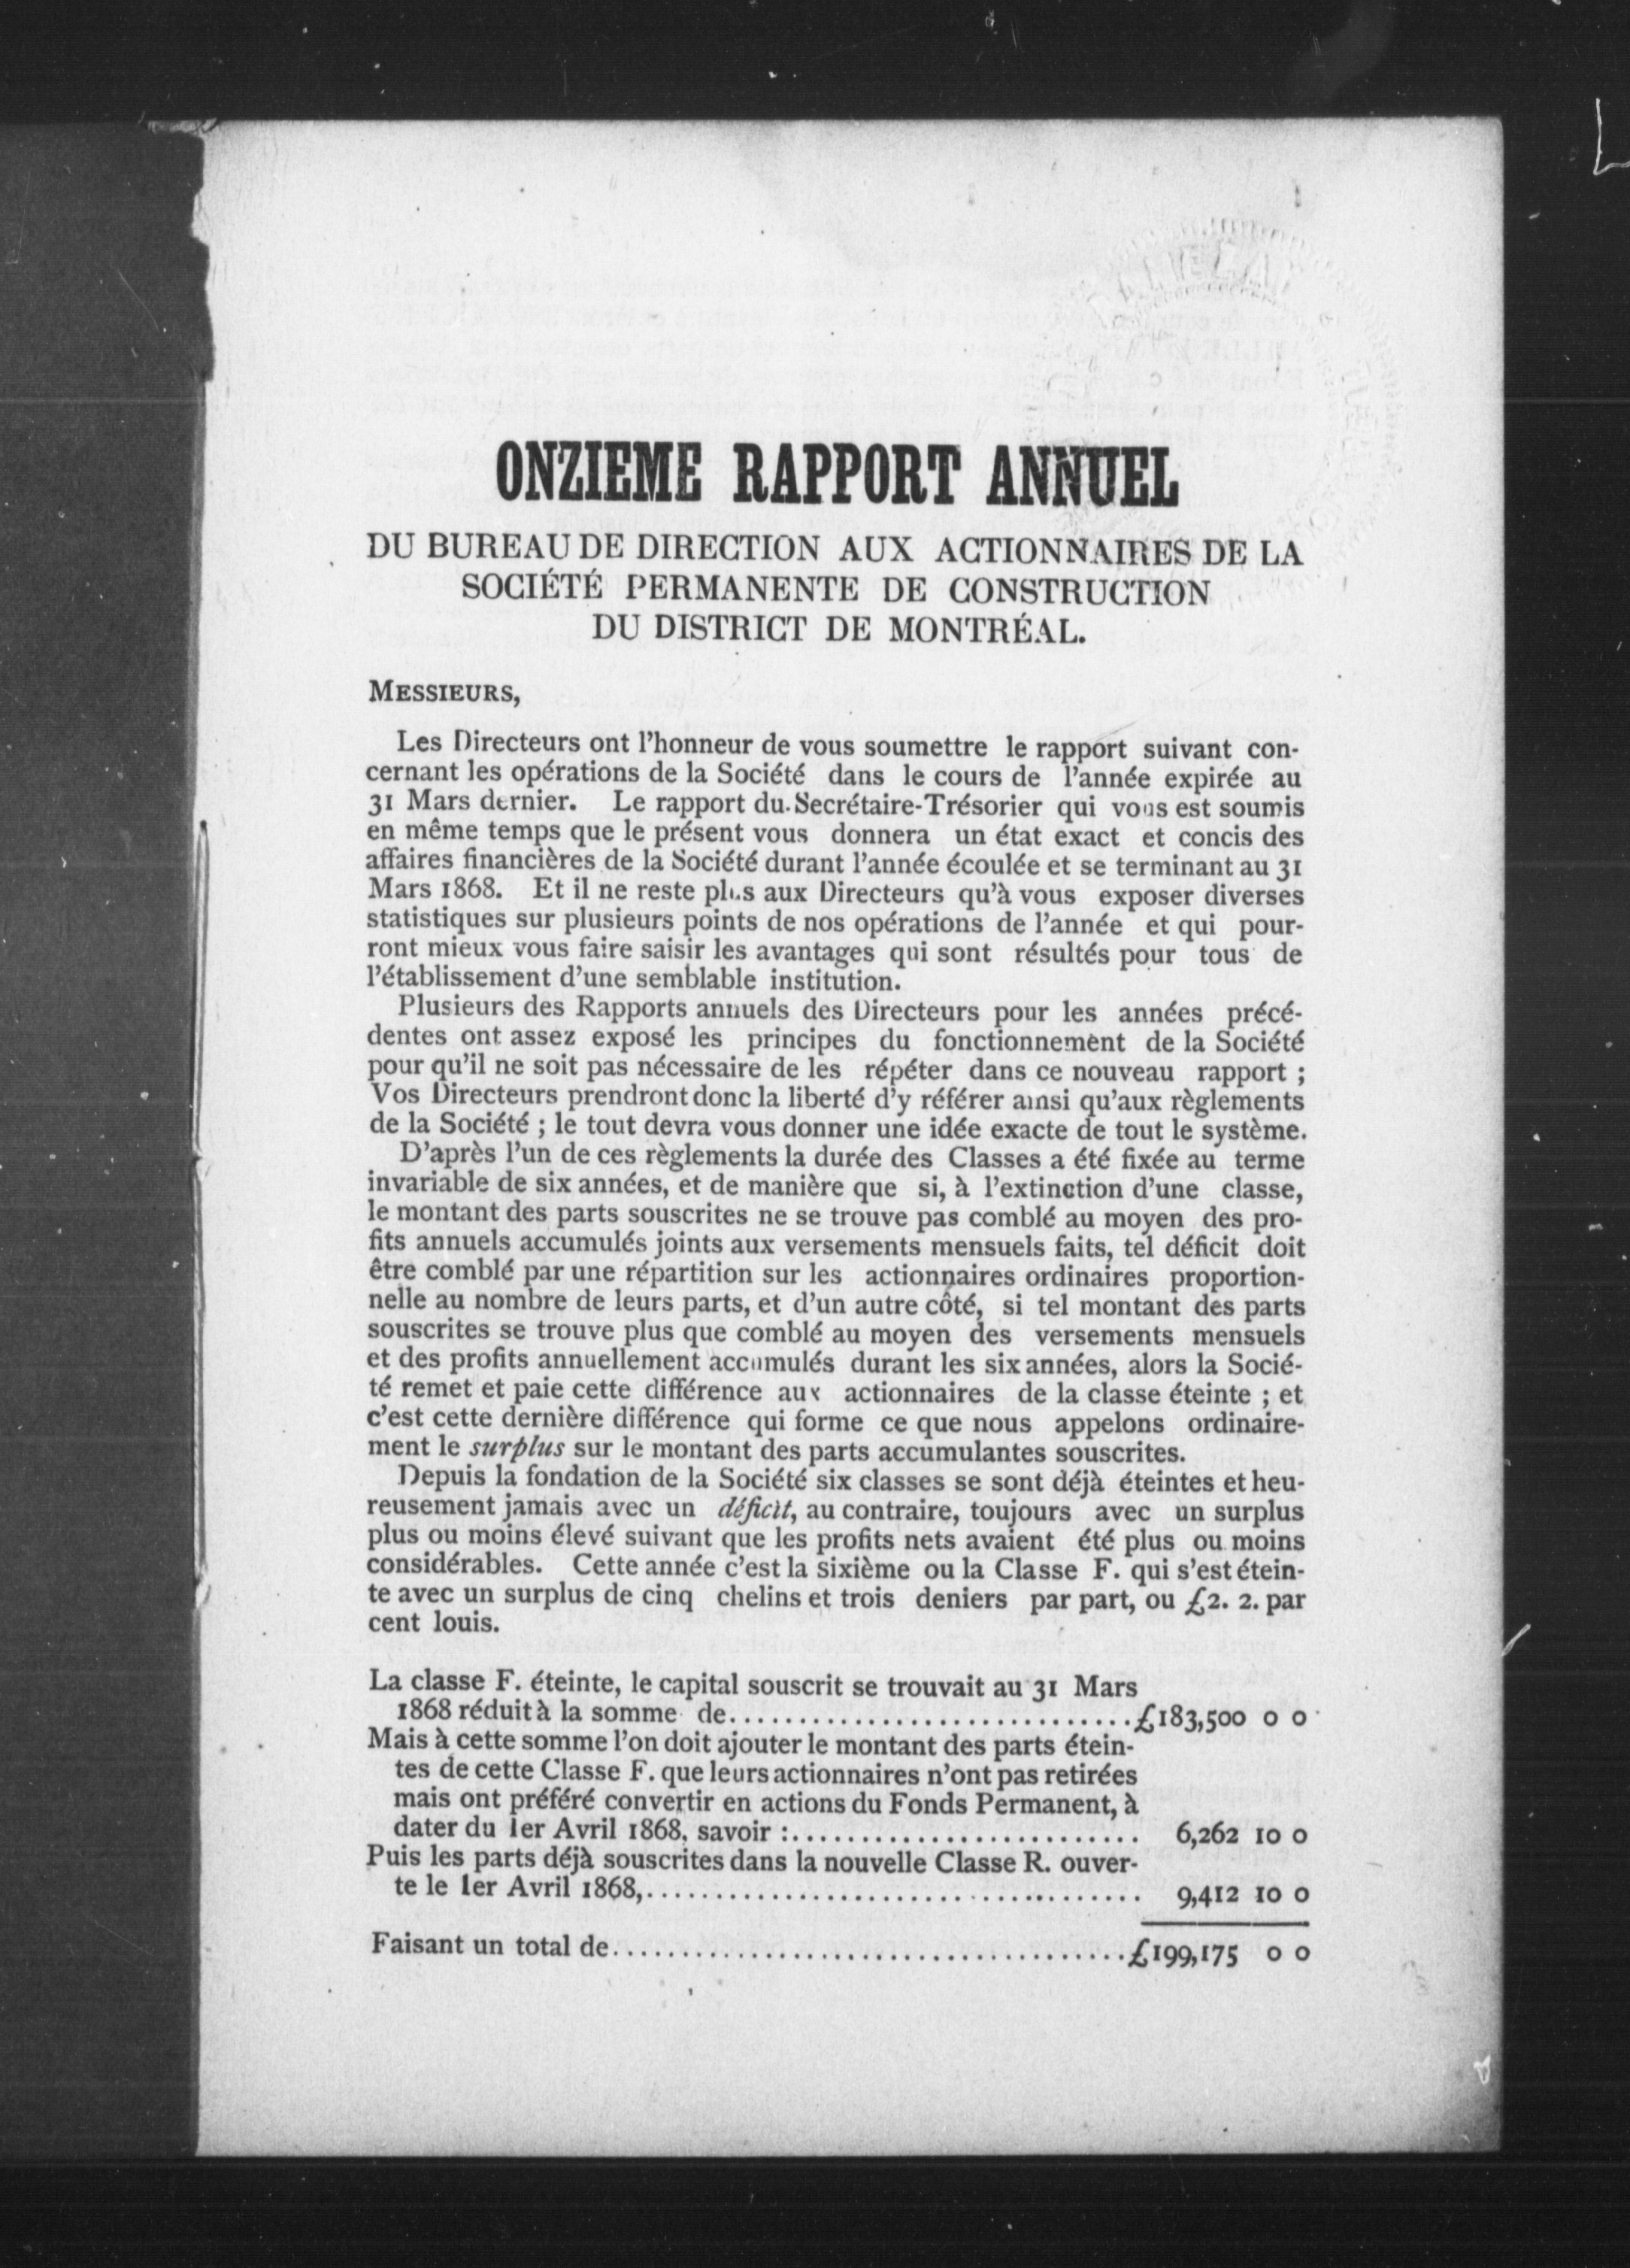 ONZIEME RAPPORT ANNUEL
DU BUREAU DE DIRECTION AUX ACTIONNAIRES DE LA
SOCIÉTÉ PERMANENTE DE CONSTRUCTION
DU DISTRICT DE MONTRÉAL.
MESSIEURS,
Les Directeurs ont l'honneur de vous soumettre le rapport suivant con-
cernant les opérations de la Société dans le cours de l'année expirée au
31 Mars dernier. Le rapport du Secrétaire-Trésorier qui vous est soumis
en même temps que le présent vous donnera un état exact et concis des
affaires financières de la Société durant l'année écoulée et se terminant au 31
Mars 1868. Et il ne reste plus aux Directeurs qu'à vous exposer diverses
statistiques sur plusieurs points de nos opérations de l'année et qui pour-
ront mieux vous faire saisir les avantages qui sont résultés pour tous de
l'établissement d'une semblable institution.
Plusieurs des Rapports annuels des Directeurs pour les années précé-
dentes ont assez exposé les principes du fonctionnement de la Société
pour qu'il ne soit pas nécessaire de les répéter dans ce nouveau rapport ;
Vos Directeurs prendront donc la liberté d'y référer ainsi qu'aux règlements
de la Société ; le tout devra vous donner une idée exacte de tout le système.
D'après l'un de ces règlements la durée des Classes a été fixée au terme
invariable de six années, et de manière que si, à l'extinction d'une classe,
le montant des parts souscrites ne se trouve pas comblé au moyen des pro-
fits annuels accumulés joints aux versements mensuels faits, tel déficit doit
être comblé par une répartition sur les actionnaires ordinaires proportion-
nelle au nombre de leurs parts, et d'un autre côté, si tel montant des parts
souscrites se trouve plus que comblé au moyen des versements mensuels
et des profits annuellement accumulés durant les six années, alors la Socié-
té remet et paie cette différence aux actionnaires de la classe éteinte ; et
c'est cette dernière différence qui forme ce que nous appelons ordinaire-
ment le surplus sur le montant des parts accumulantes souscrites.
Depuis la fondation de la Société six classes se sont déjà éteintes et heu-
reusement jamais avec un déficit, au contraire, toujours avec un surplus
plus ou moins élevé suivant que les profits nets avaient été plus ou moins
considérables. Cette année c'est la sixième ou la Classe F. qui s'est étein-
te avec un surplus de cinq chelins et trois deniers par part, ou £2. 2. par
cent louis.
La classe F. éteinte, le capital souscrit se trouvait au 31 Mars
1868 réduit à la somme de.............................£183,500 0 0
Mais à cette somme l'on doit ajouter le montant des parts étein-
tes de cette Classe F. que leurs actionnaires n'ont pas retirées
mais ont préféré convertir en actions du Fonds Permanent, à
dater du 1er Avril 1868, savoir :......................... 6,262 10 0
Puis les parts déjà souscrites dans la nouvelle Classe R. ouver-
te le 1er Avril 1868,................................... 9,412 10 0
Faisant un total de.....................................£199,175 0 0